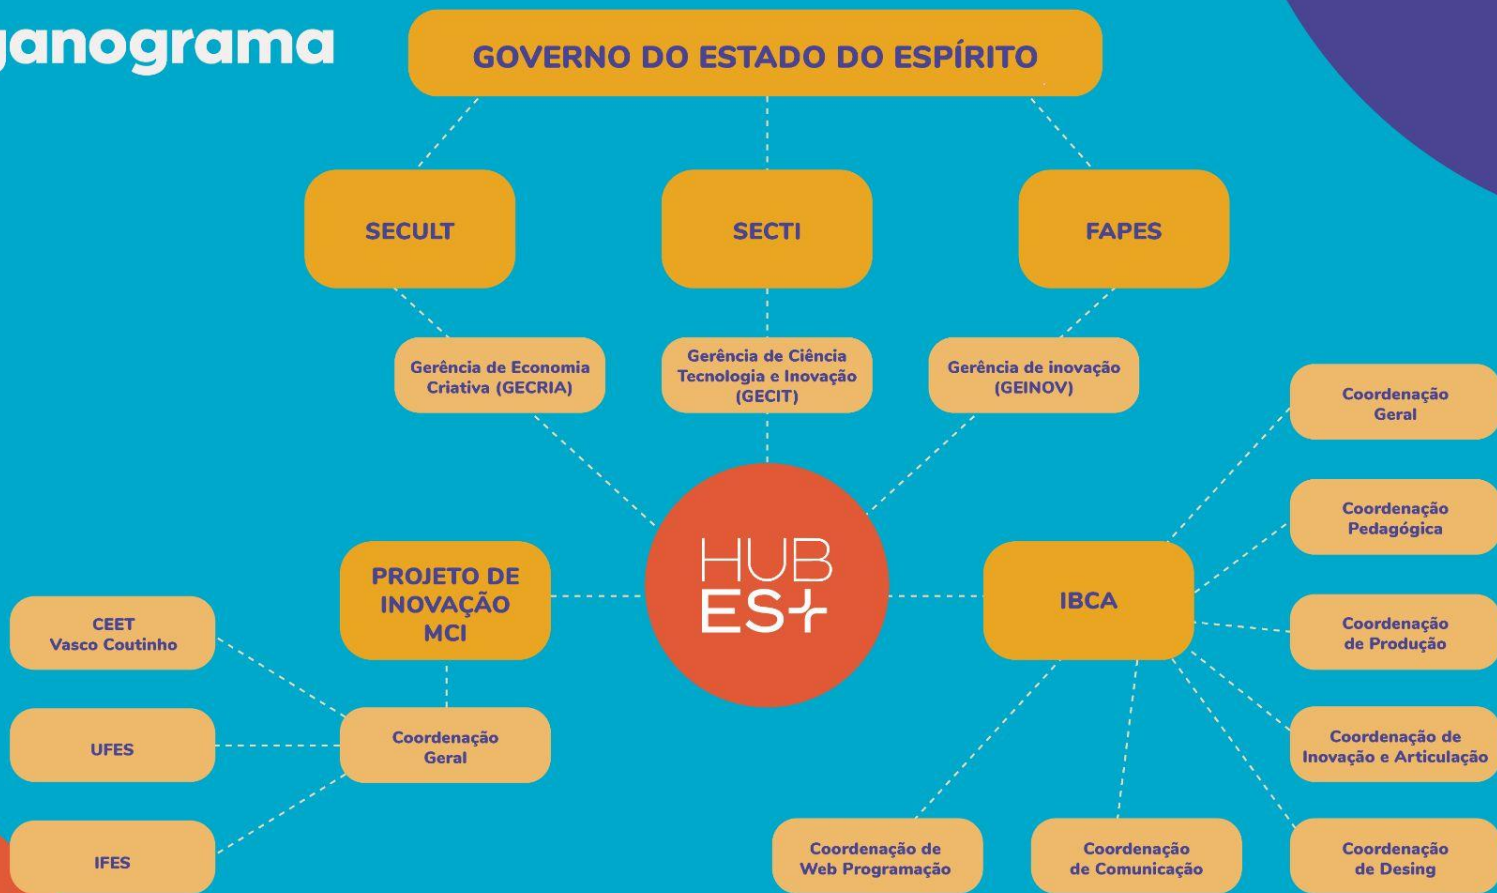 ganograma
GOVERNO DO ESTADO DO ESPÍRITO
SECULT
SECTI
FAPES
Gerência de Economia
Criativa (GECRIA)
Gerência de Ciência
Tecnologia e Inovação
(GECIT)
Gerência de inovação
(GEINOV)
HUB
ES+
PROJETO DE
INOVAÇÃO
MCI
Coordenação
Geral
CEET
Vasco Coutinho
UFES
IFES
IBCA
Coordenação
Geral
Coordenação
Pedagógica
Coordenação
de Produção
Coordenação de
Inovação e Articulação
Coordenação de
Web Programação
Coordenação
de Comunicação
Coordenação
de Desing